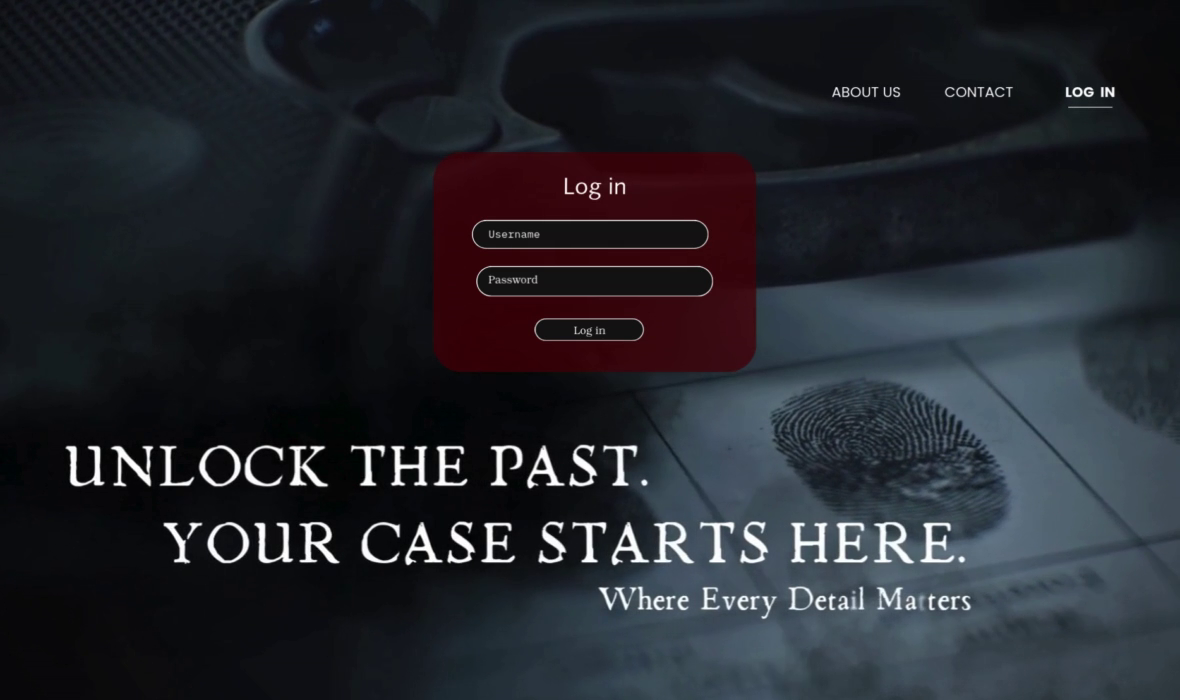 ABOUT US CONTACT LOG IN
Log in
Username
Password
Log in
UNLOCK THE PAST.
YOUR CASE STARTS HERE.
Where Every Detail Matters